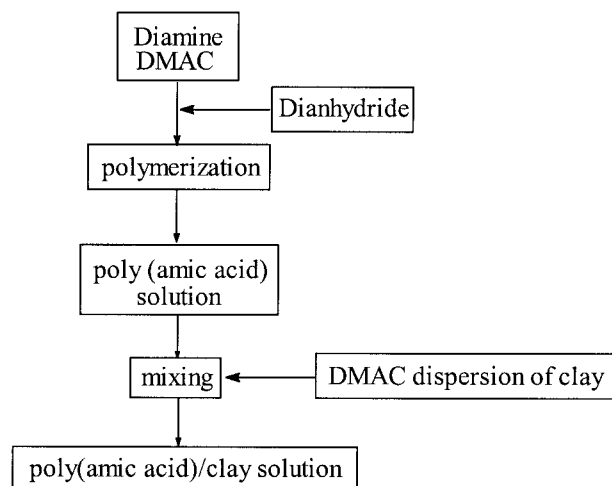 Diamine
DMAC
Dianhydride
polymerization
poly (amic acid)
solution
mixing
DMAC dispersion of clay
poly(amic acid)/clay solution